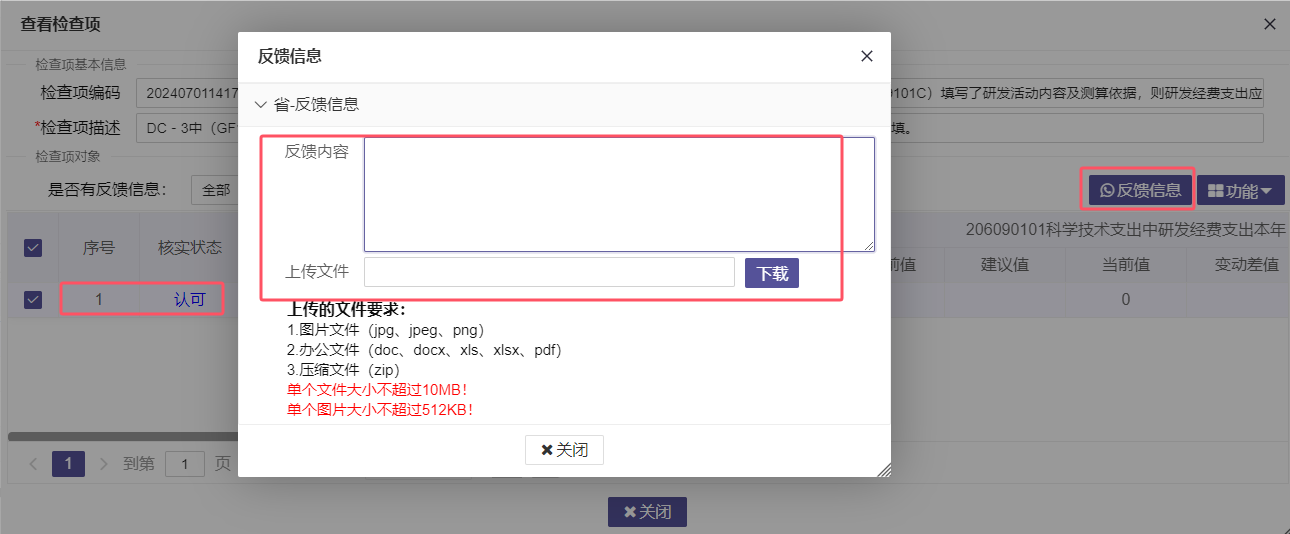 查看检查项
反馈信息
检查项基本信息
检查项编码 20240701141
0101C）填写了研发活动内容及测算依据，则研发经费支出应
*检查项描述 DC - 3中（GF
填。
检查项对象
是否有反馈信息： 全部
省-反馈信息
反馈内容
上传文件 下载
上传的文件要求：
1.图片文件（jpg、jpeg、png）
2.办公文件（doc、docx、xls、xlsx、pdf）
3.压缩文件（zip）
单个文件大小不超过10MB！
单个图片大小不超过512KB！
关闭
反馈信息 功能
序号 核实状态
206090101科学技术支出中研发经费支出本年
前值 建议值 当前值 变动差值
1 认可 0
1 到第 1 页
关闭